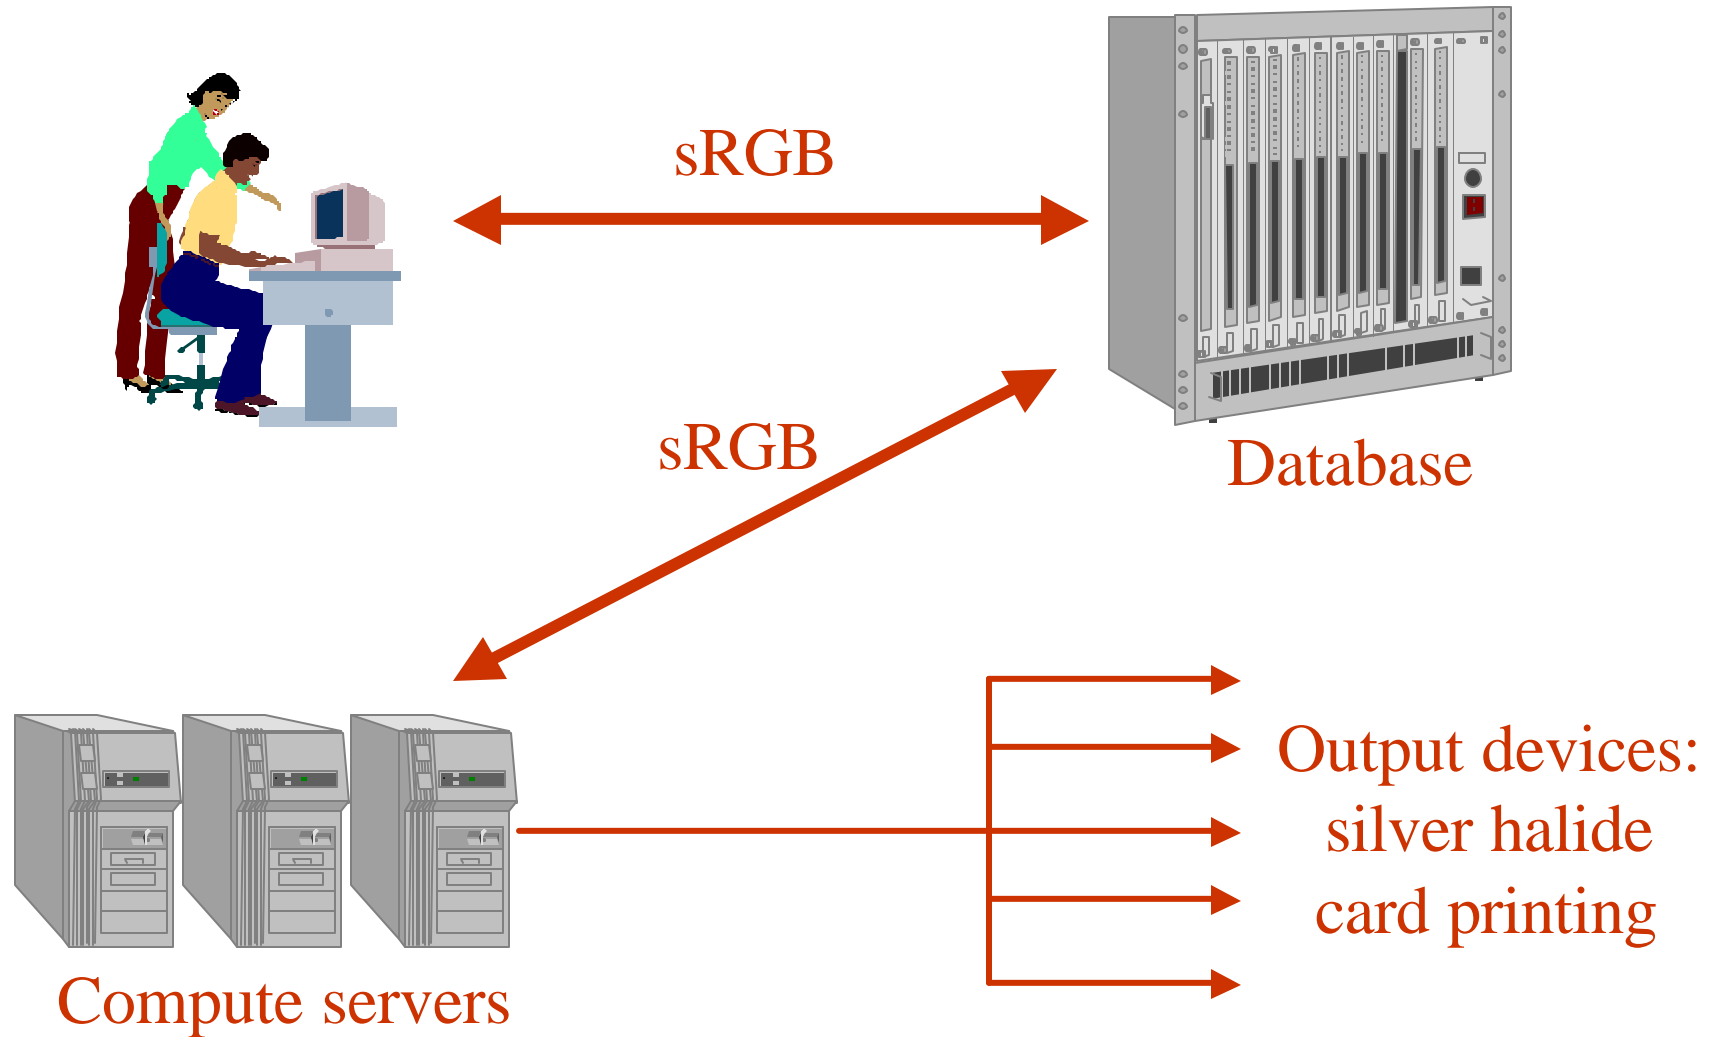 sRGB
sRGB
Database
Output devices:
silver halide
card printing
Compute servers